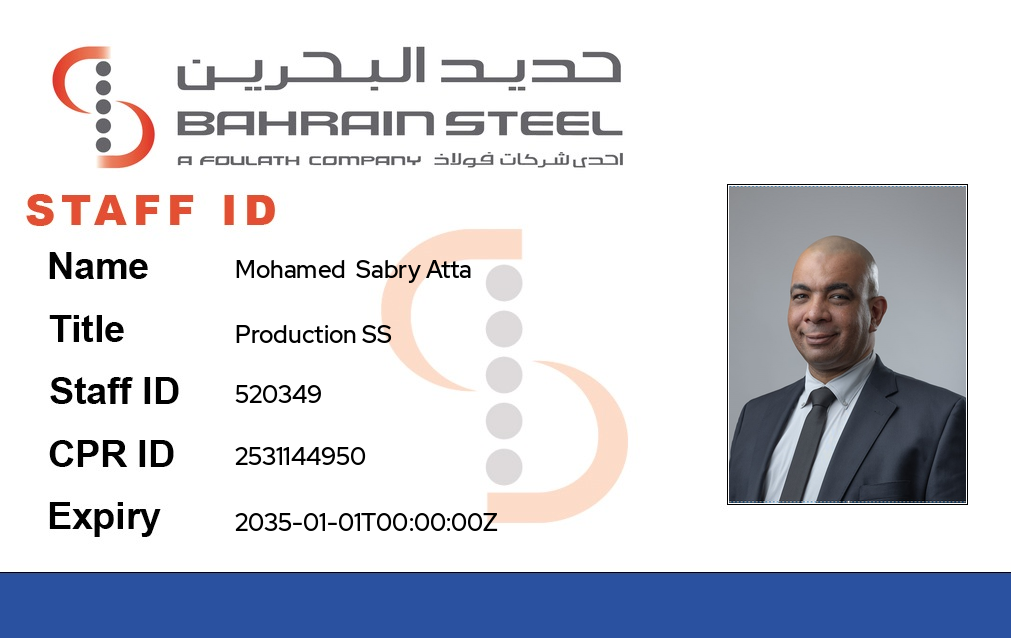 حديد البحرين
BAHRAIN STEEL
A FOULATH COMPANY احدى شركات فولاذ
STAFF ID
Name Mohamed Sabry Atta
Title Production SS
Staff ID 520349
CPR ID 2531144950
Expiry 2035-01-01T00:00:00Z